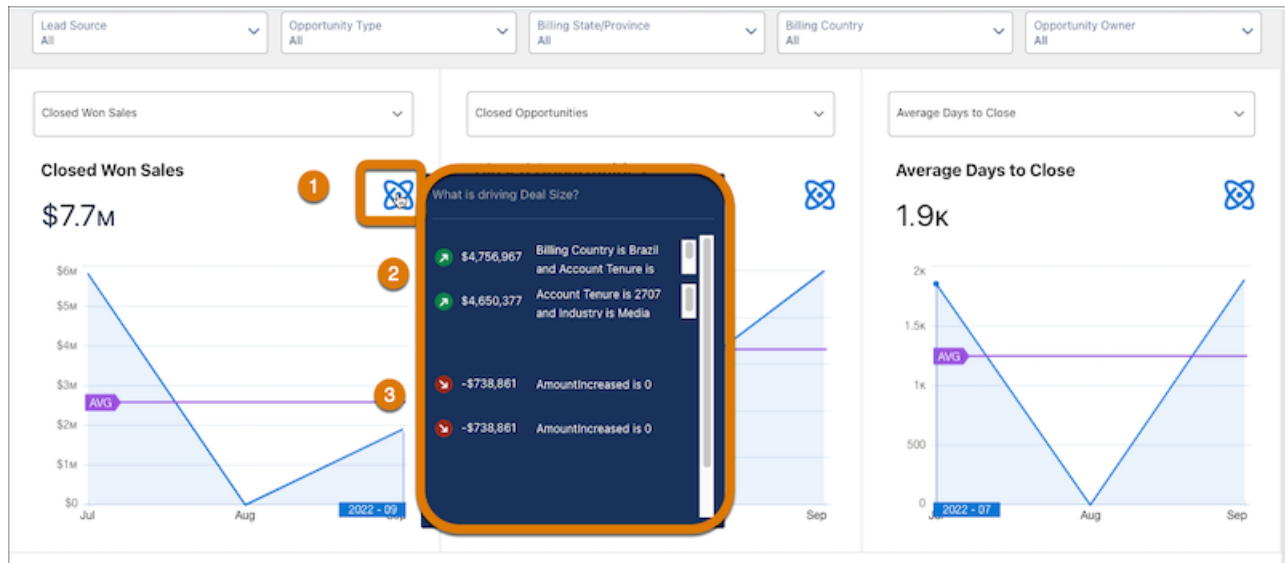 Lead Source
All
Opportunity Type
All
Billing State/Province
All
Billing Country
All
Opportunity Owner
All
Closed Won Sales
Closed Opportunities
Average Days to Close
Closed Won Sales
$7.7M
1
$6M
$5M
$4M
$3M
$2M
$1M
$0
AVG
Jul
Aug
2022 - 09
What is driving Deal Size?
2
$4,756,967
Billing Country is Brazil
and Account Tenure is
$4,650,377
Account Tenure is 2707
and Industry is Media
3
-$738,861
AmountIncreased is 0
-$738,861
AmountIncreased is 0
Sep
Average Days to Close
1.9K
2K
1.5K
1K
500
0
AVG
2022 - 07
Aug
Sep